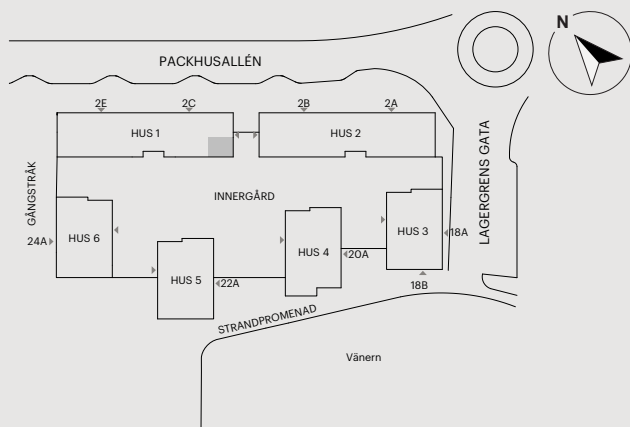 N
PACKHUSALLÉN
2E
2C
2B
2A
HUS 1
HUS 2
LAGERGRENS GATA
GÅNGSTRÅK
INNERGÅRD
24A
HUS 6
HUS 5
22A
HUS 4
20A
HUS 3
18A
18B
STRANDPROMENAD
Vänern